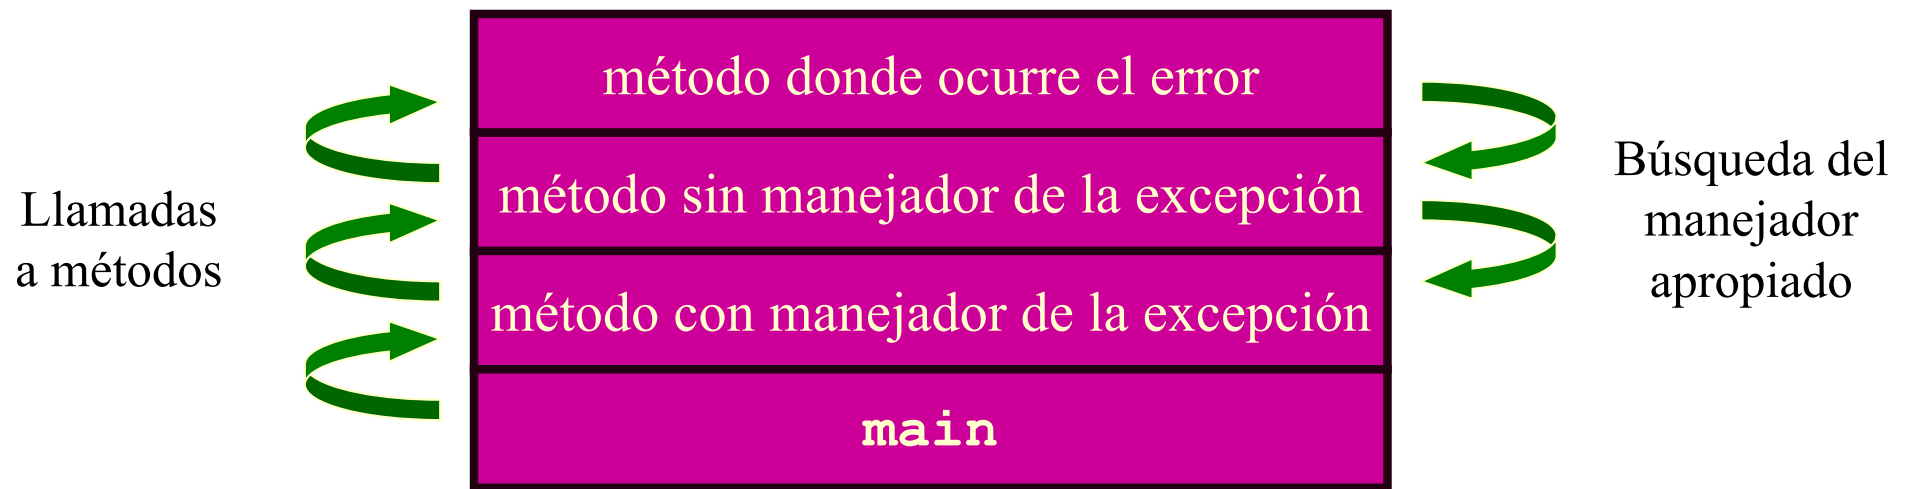 método donde ocurre el error
método sin manejador de la excepción
método con manejador de la excepción
main
Llamadas
a métodos
Búsqueda del
manejador
apropiado